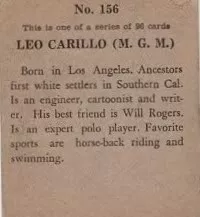 No. 156
This is one of a series of 96 cards
LEO CARILLO (M. G. M.)
Born in Los Angeles. Ancestors
first white settlers in Southern Cal.
Is an engineer, cartoonist and writ-
er. His best friend is Will Rogers.
Is an expert polo player. Favorite
sports are horse-back riding and
swimming.